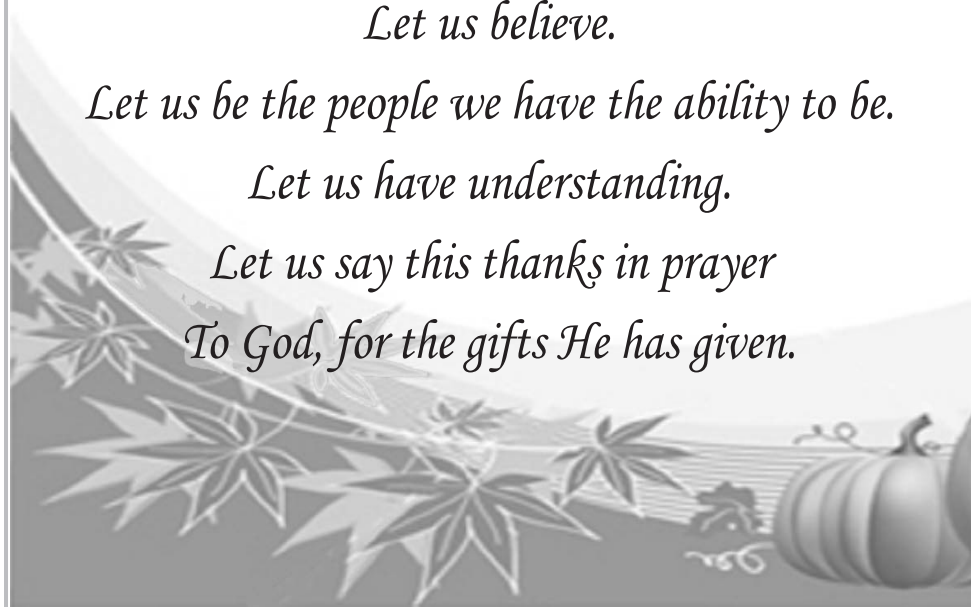 Let us believe.
Let us be the people we have the ability to be.
Let us have understanding.
Let us say this thanks in prayer
To God, for the gifts He has given.